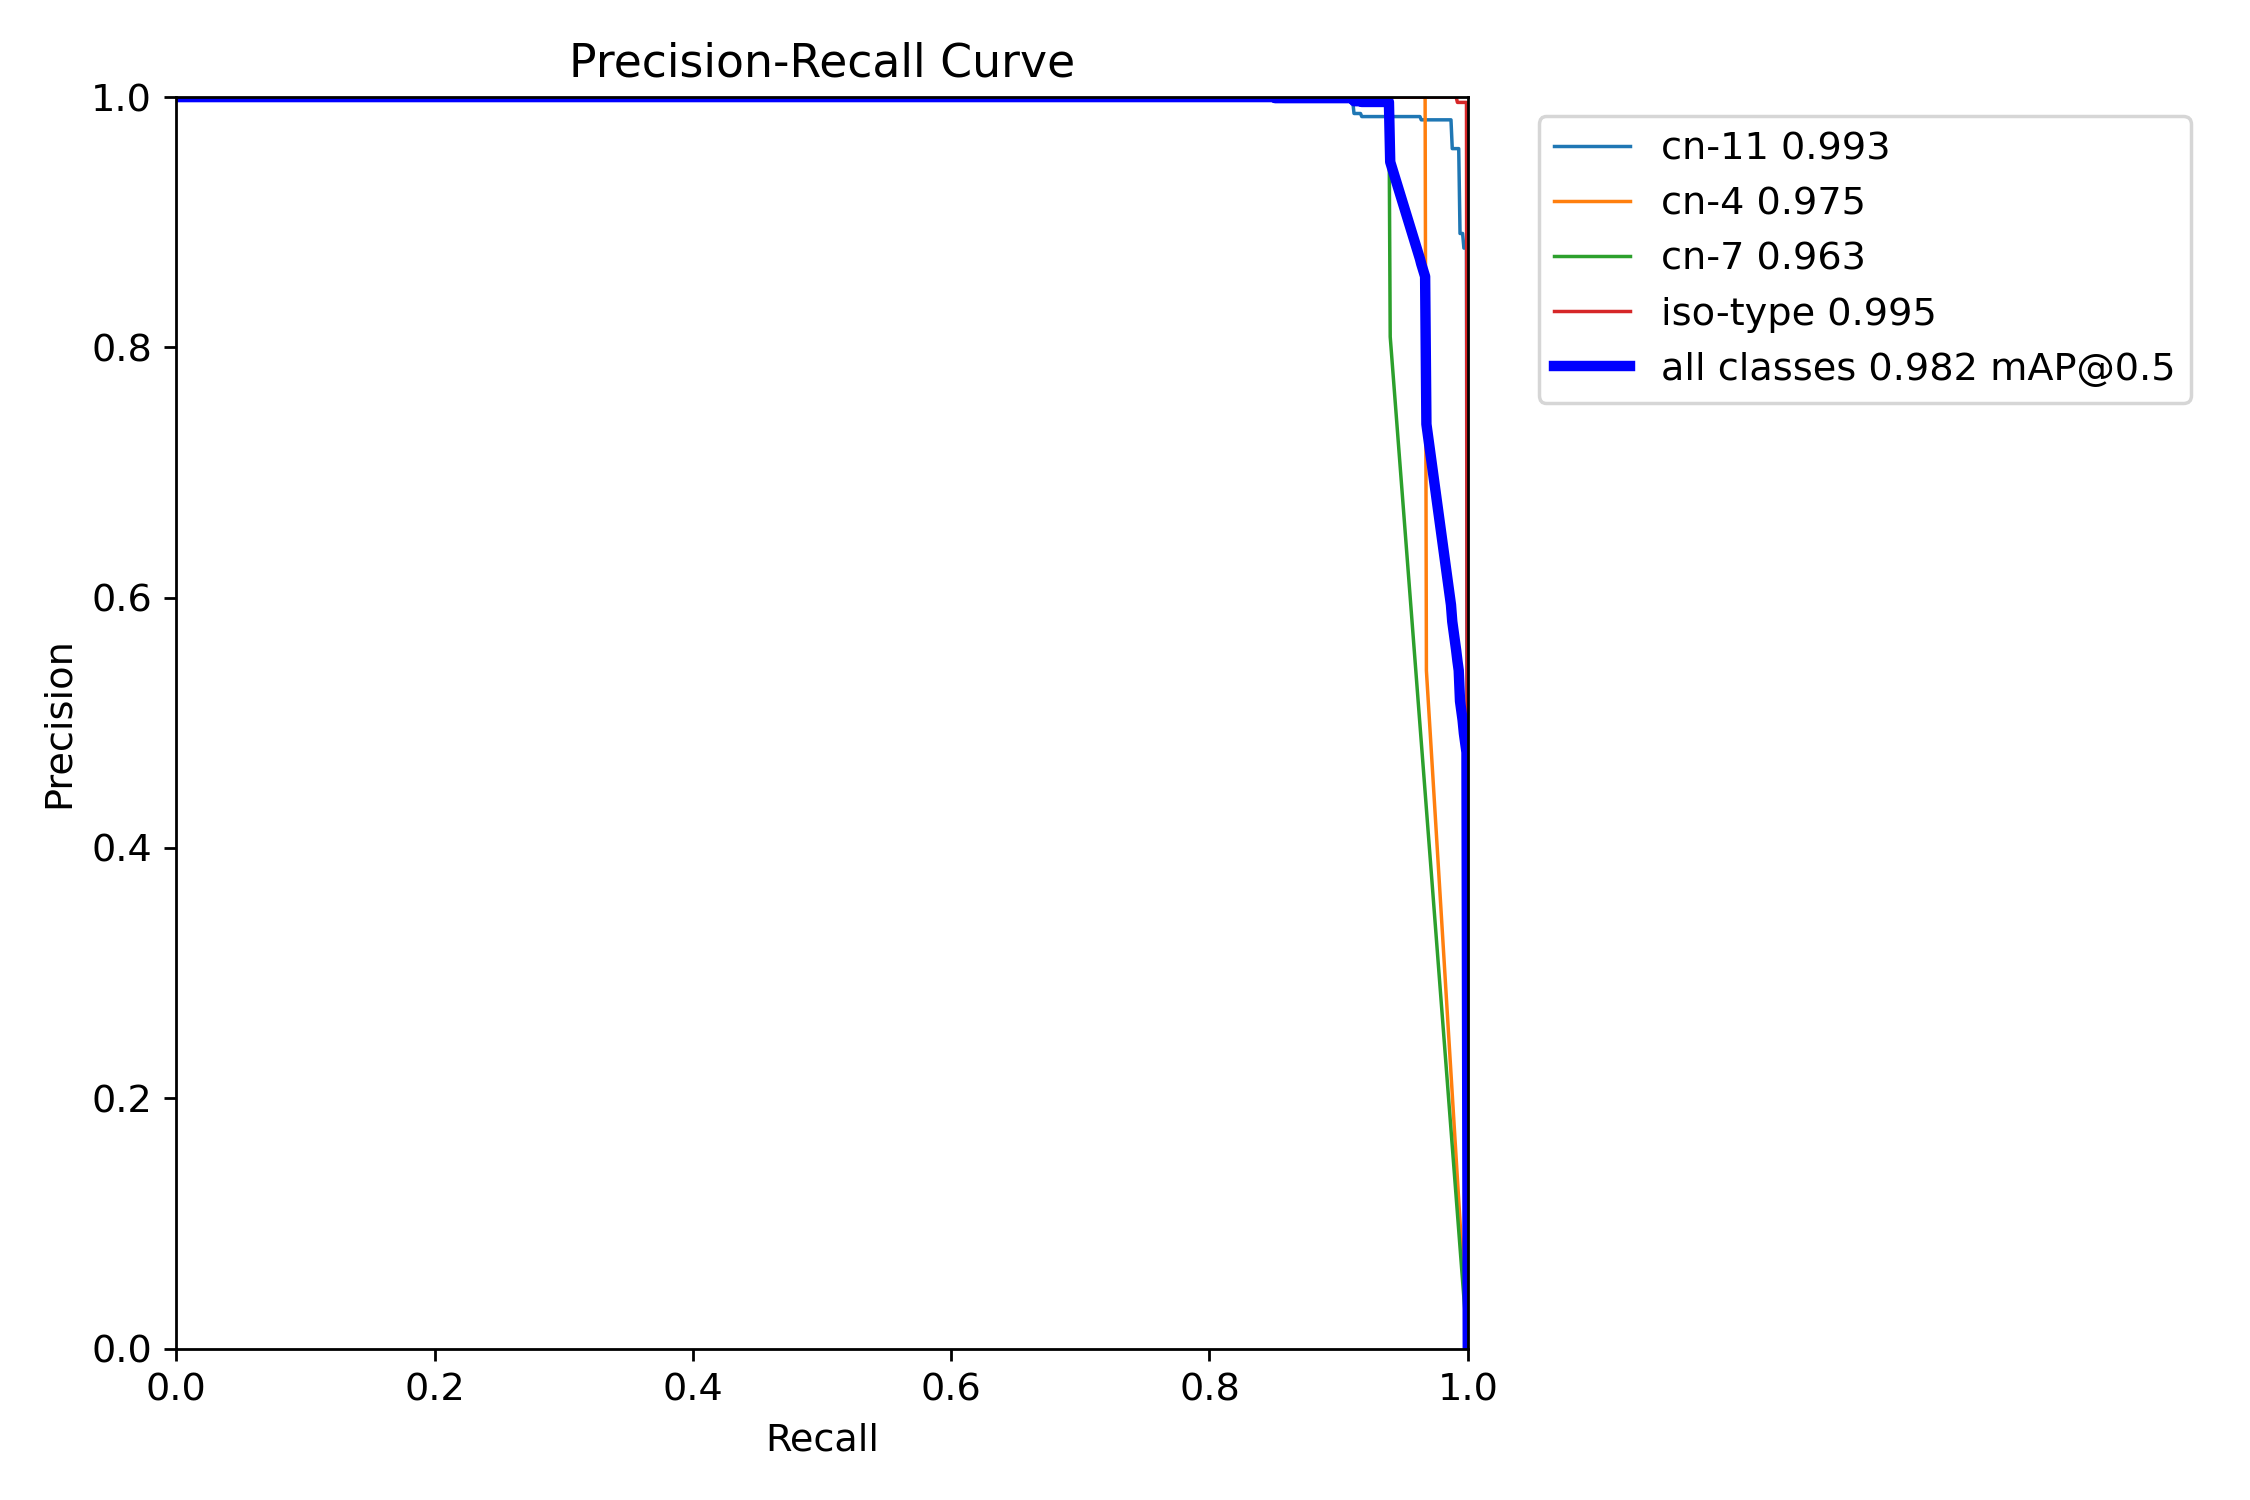 Precision-Recall Curve
1.0
0.8
0.6
0.4
0.2
0.0
Precision
0.0 0.2 0.4 0.6 0.8 1.0
Recall
cn-11 0.993
cn-4 0.975
cn-7 0.963
iso-type 0.995
all classes 0.982 mAP@0.5